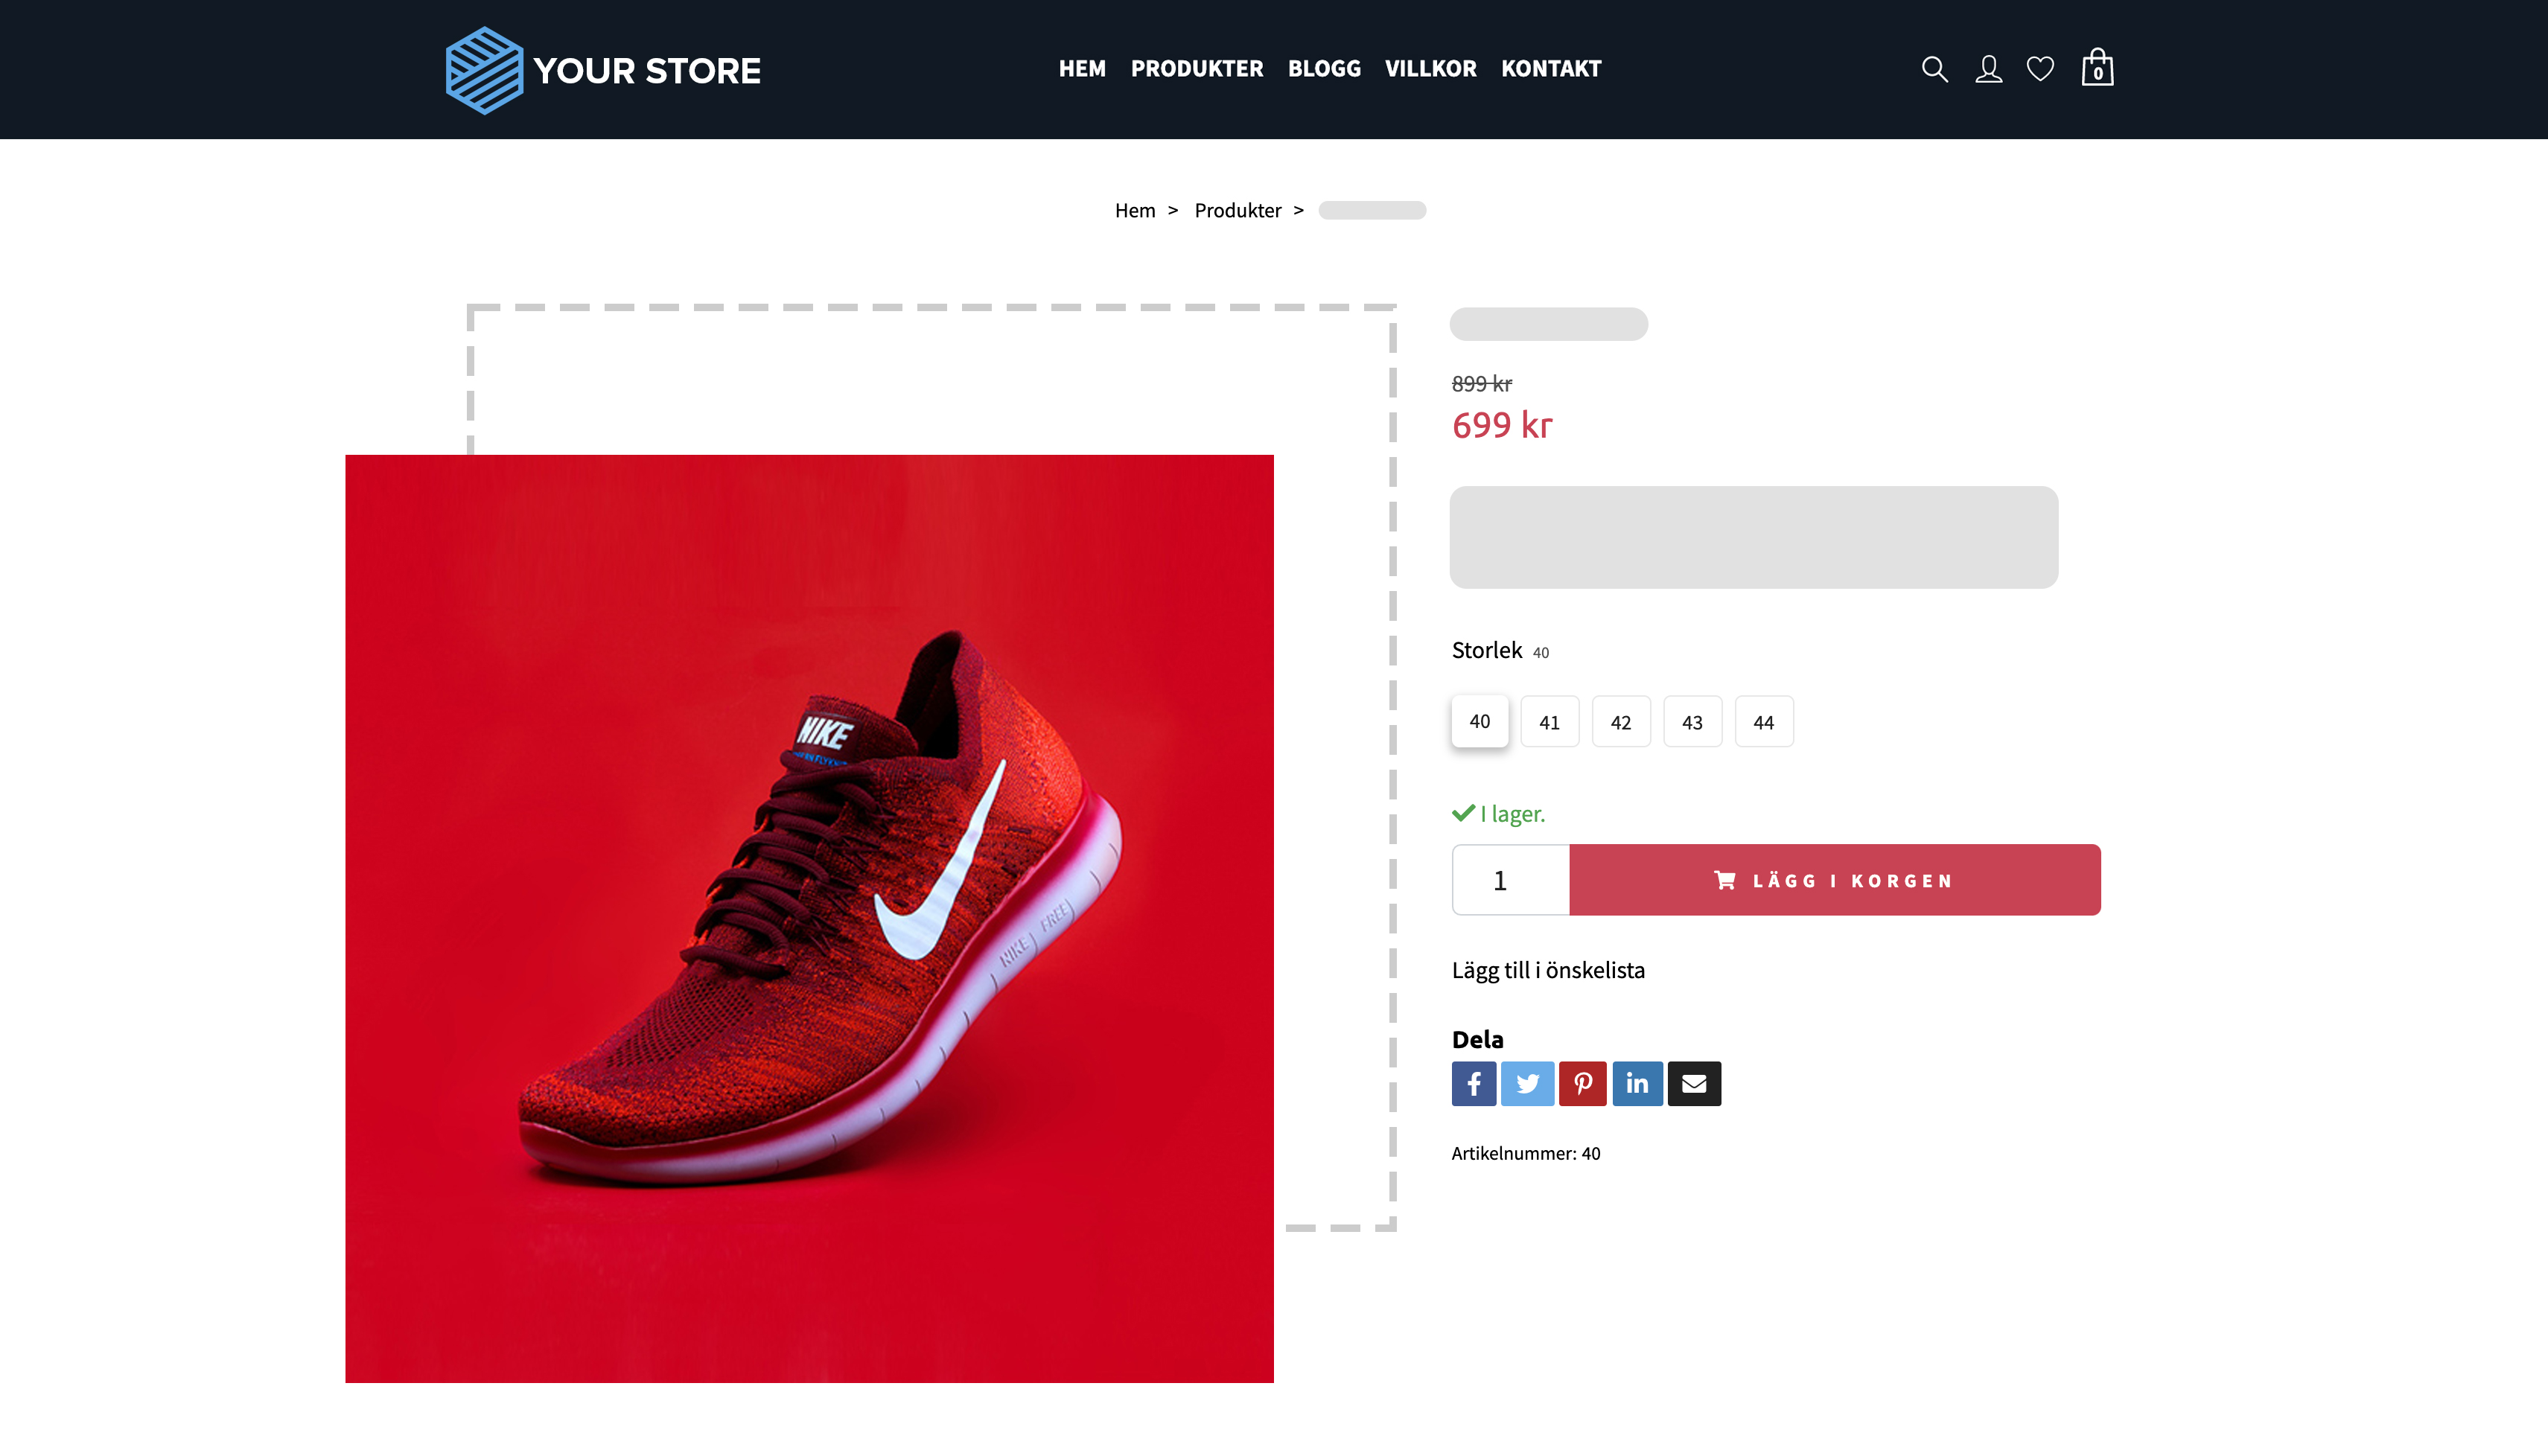 YOUR STORE
HEM PRODUKTER BLOGG VILLKOR KONTAKT
0
Hem > Produkter >
899 kr
699 kr
Storlek 40
40 41 42 43 44
I lager.
1 LÄGG I KORGEN
Lägg till i önskelista
Dela
Artikelnummer: 40
NIKE
NIKE FREE